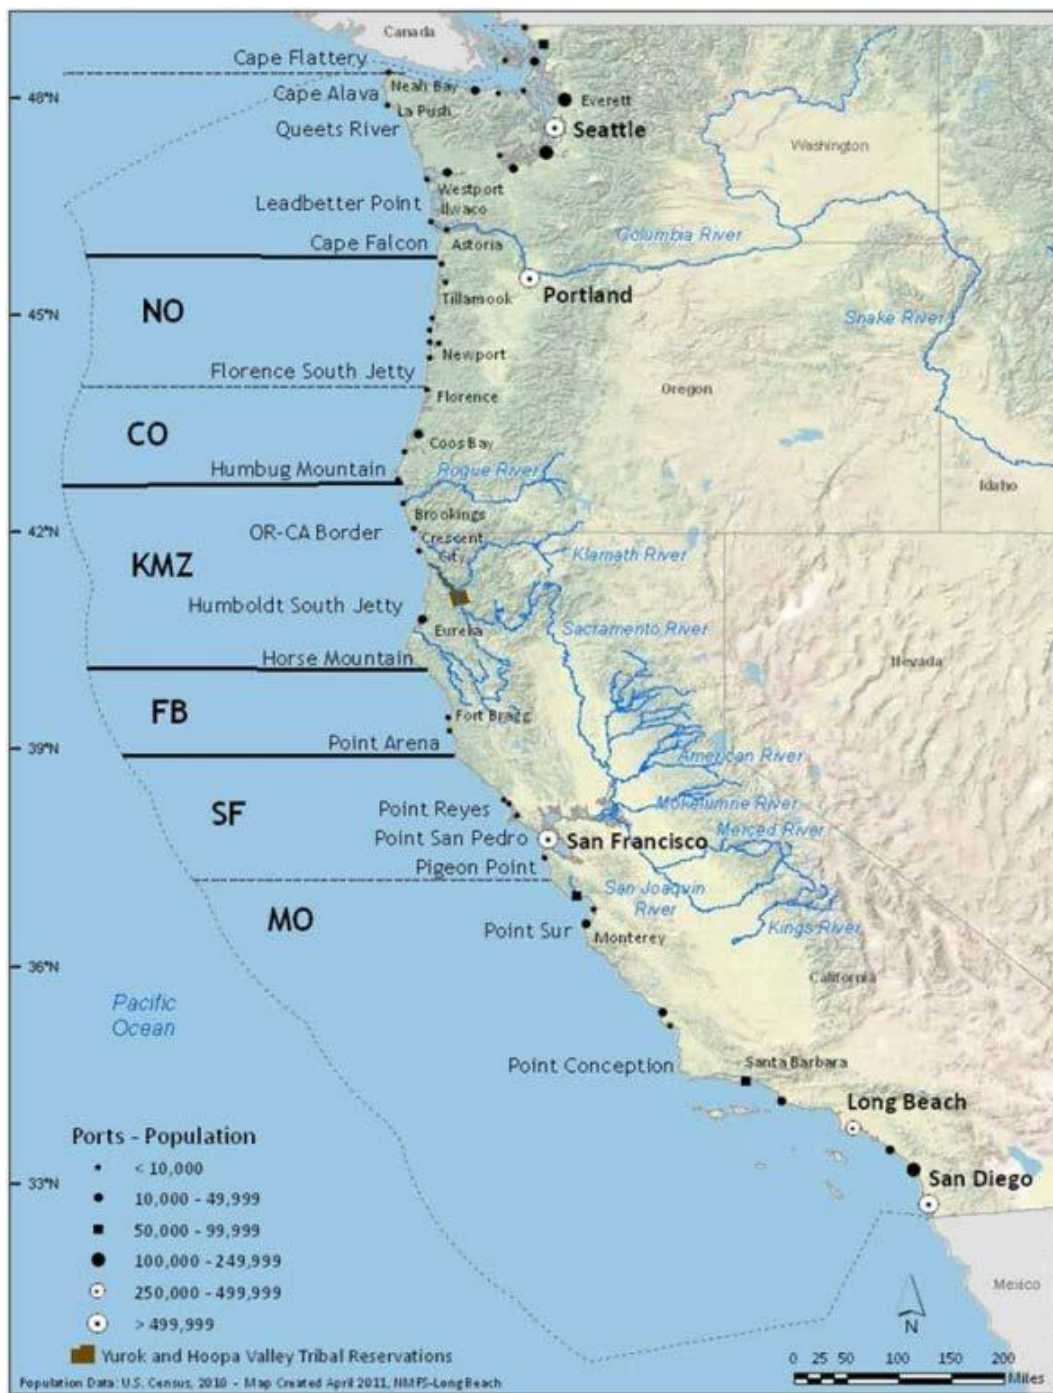 Canada
Cape Flattery
Neah Bay
48°N
Cape Alava
La Push
Everett
Queets River
Seattle
Washington
Westport
Leadbetter Point
Ilwaco
Columbia River
Cape Falcon
Astoria
Portland
Tillamook
NO
45°N
Snake River
Newport
Florence South Jetty
Oregon
Florence
CO
Coos Bay
Humbug Mountain
Rogue River
Idaho
Brookings
42°N
OR-CA Border
Crescent
City
Klamath River
KMZ
Humboldt South Jetty
Eureka
Sacramento River
Horse Mountain
Nevada
FB
Fort Bragg
Point Arena
39°N
American River
Point Reyes
Mokelumne River
SF
Merced River
Point San Pedro
San Francisco
Pigeon Point
San Joaquin
River
MO
Point Sur
Monterey
Kings River
36°N
California
Pacific
Ocean
Point Conception
Santa Barbara
Long Beach
33°N
San Diego
Mexico
Ports - Population
< 10,000
10,000 - 49,999
50,000 - 99,999
100,000 - 249,999
250,000 - 499,999
> 499,999
Yurok and Hoopa Valley Tribal Reservations
N
0 25 50 100 150 200
Miles
Population Data: U.S. Census, 2010 - Map Created April 2011, NMFS-Long Beach